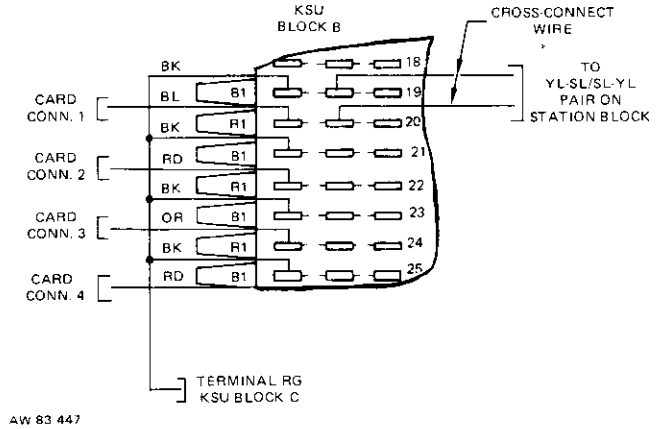 KSU
BLOCK B
CROSS-CONNECT
WIRE
TO
YL-SL/SL-YL
PAIR ON
STATION BLOCK
BK
18
BL
B1
19
CARD
CONN. 1
BK
R1
20
CARD
CONN. 2
RD
B1
21
BK
R1
22
CARD
CONN. 3
OR
B1
23
BK
R1
24
CARD
CONN. 4
RD
B1
25
TERMINAL RG
KSU BLOCK C
AW 83 447